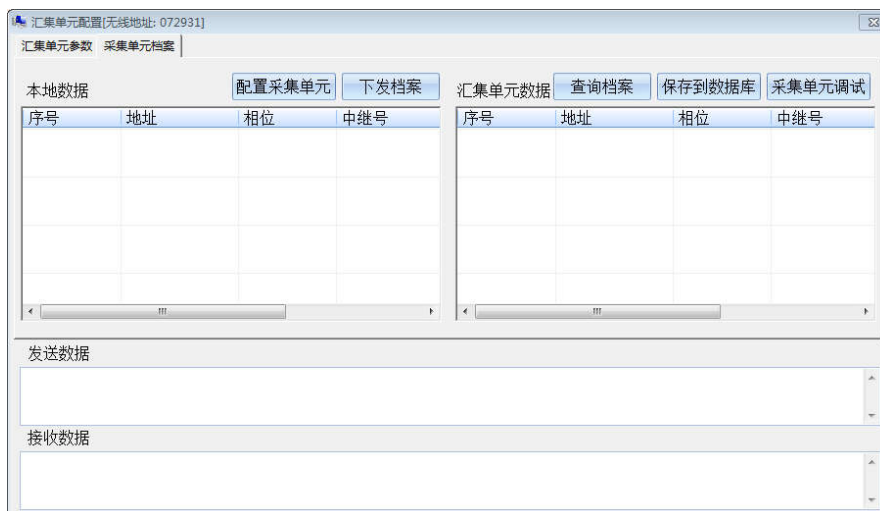 汇集单元配置[无线地址: 072931]
汇集单元参数 采集单元档案
本地数据 配置采集单元 下发档案 汇集单元数据 查询档案 保存到数据库 采集单元调试
序号 地址 相位 中继号 序号 地址 相位 中继号
发送数据
接收数据